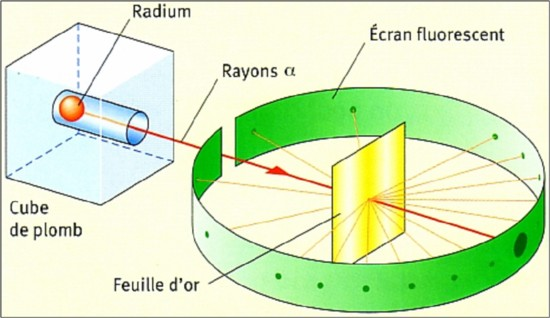 Radium
Écran fluorescent
Rayons α
Cube
de plomb
Feuille d'or